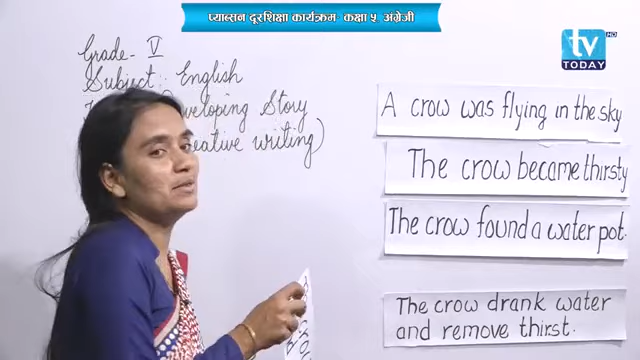 प्याब्सन दूरशिक्षा कार्यक्रम कक्षा ५ अंग्रेजी
tv HD
TODAY
Grade - V
Subject : English
Developing Story
writing)
A crow was flying in the sky
The crow became thirsty
The crow found a water pot.
The crow drank water
and remove thirst.